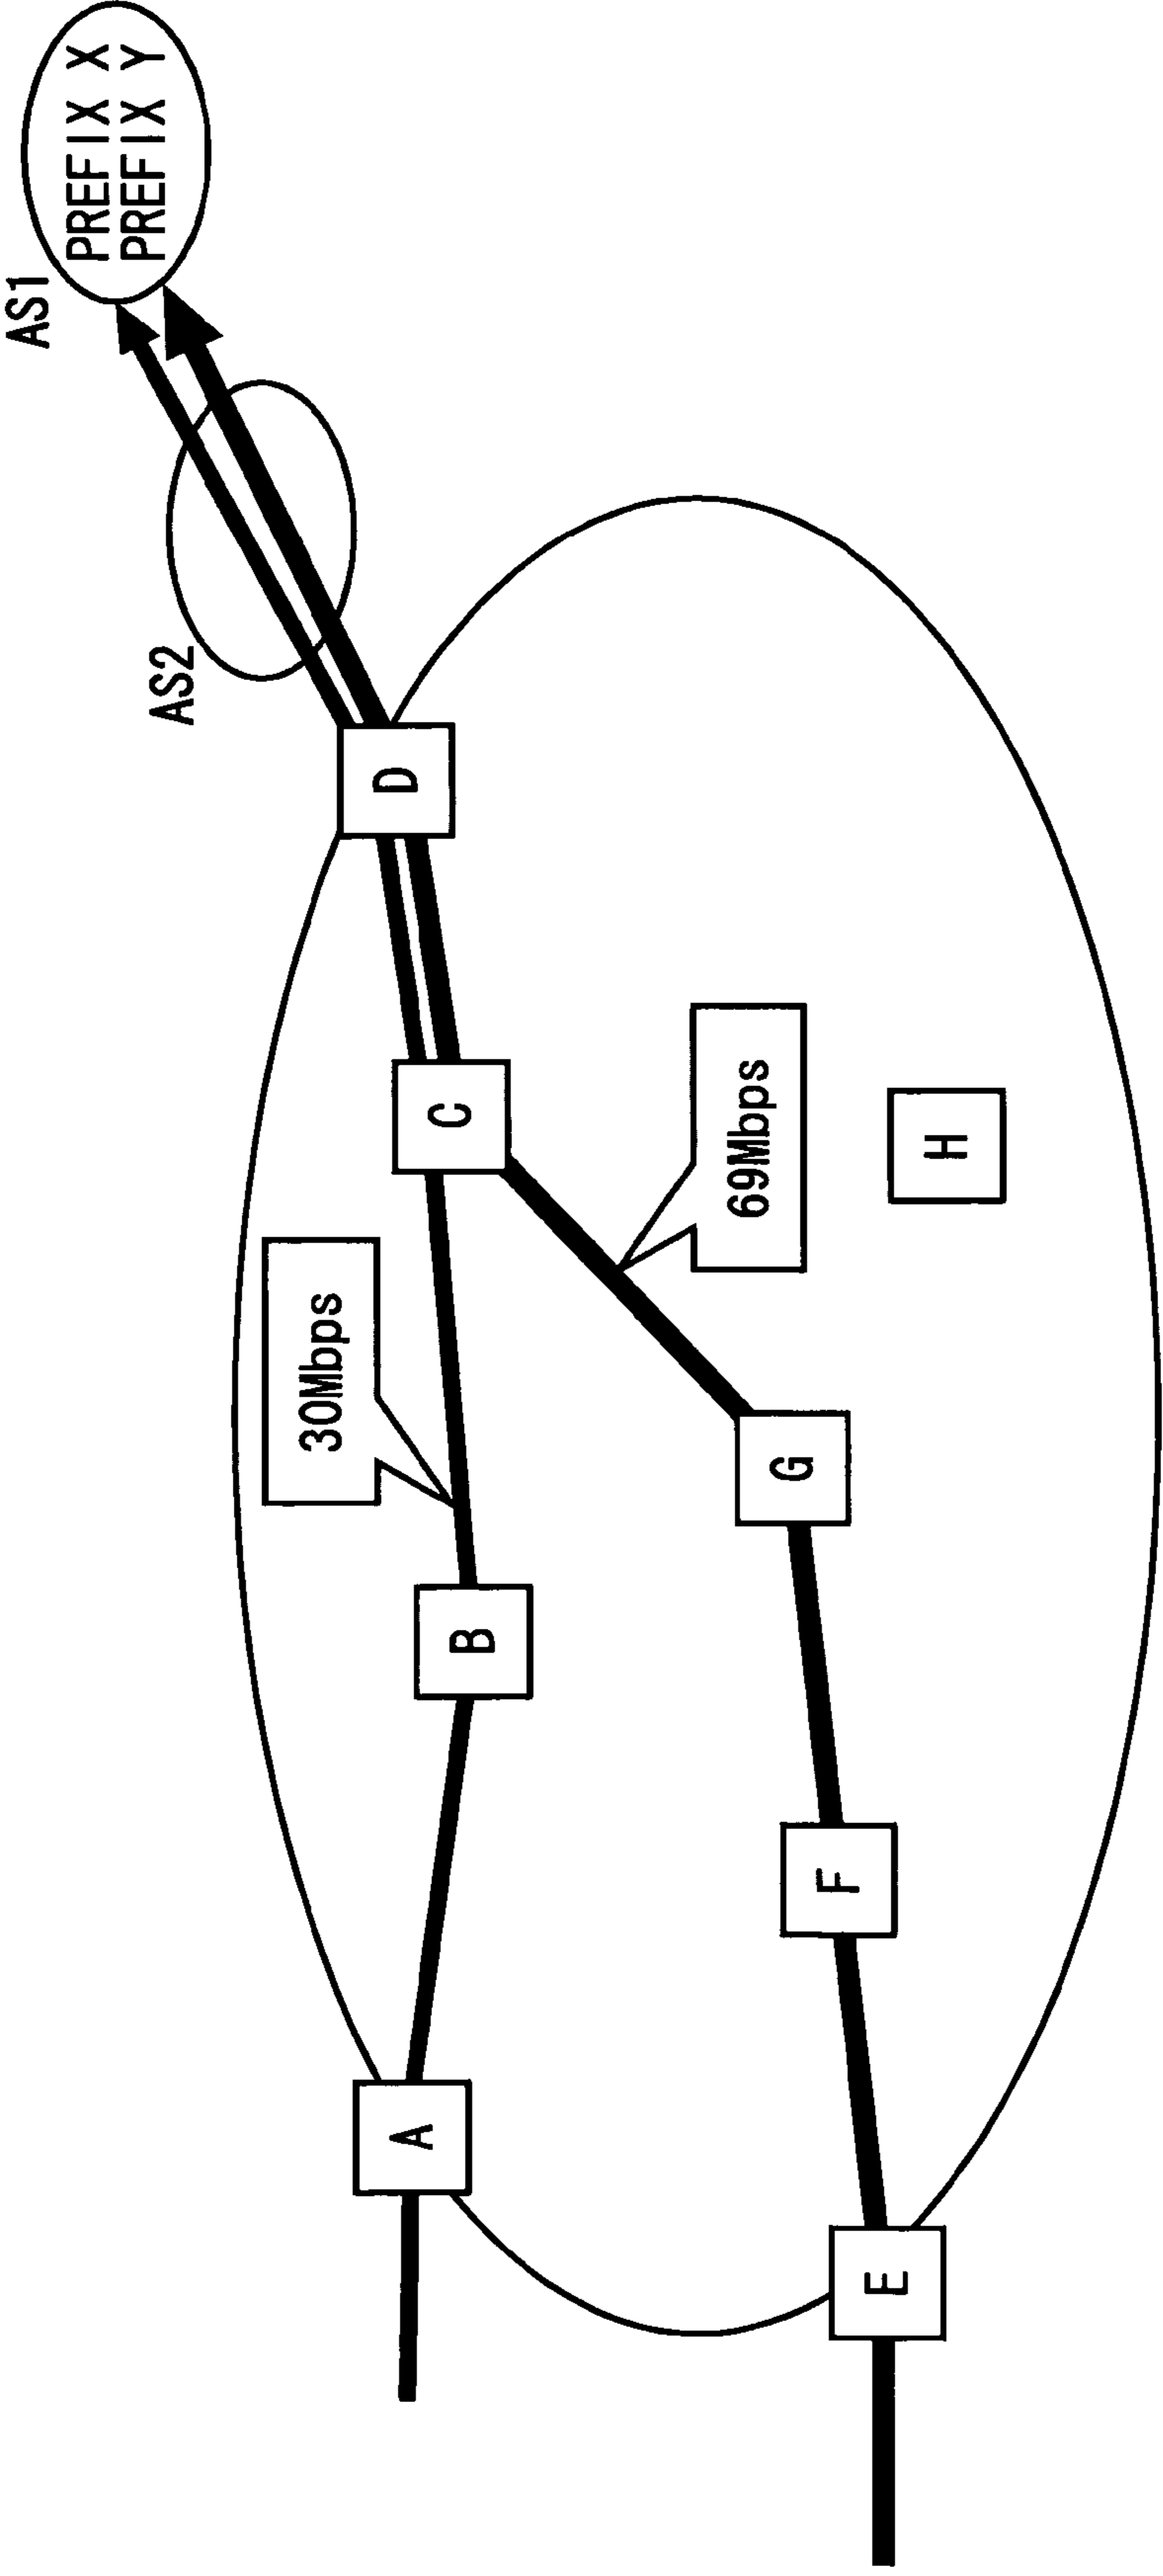 AS1
PREFIX X
PREFIX Y
AS2
D
C
30Mbps
69Mbps
H
B
G
A
F
E